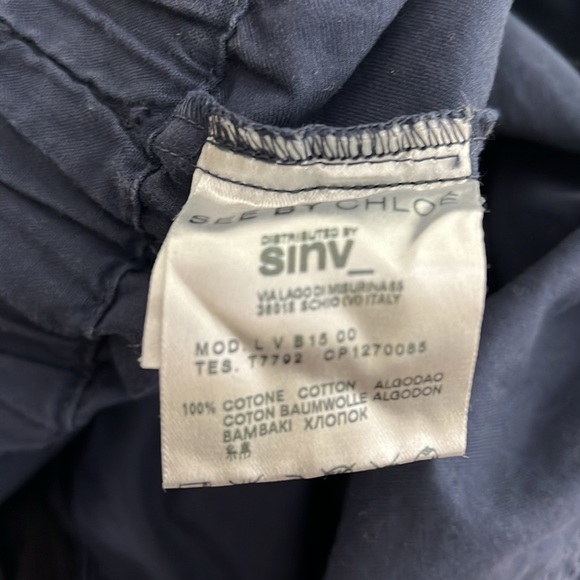 SEE BY CHLOÉ
DISTRIBUTED BY
sinv_
VIA LAGO DI MISURINA 65
36015 SCHIO (VI) ITALY
MOD. L V B15 00
TES. T7792 CP1270085
100% COTONE COTTON ALGODAO
COTON BAUMWOLLE ALGODON
BAMBAKI ХЛОПОК